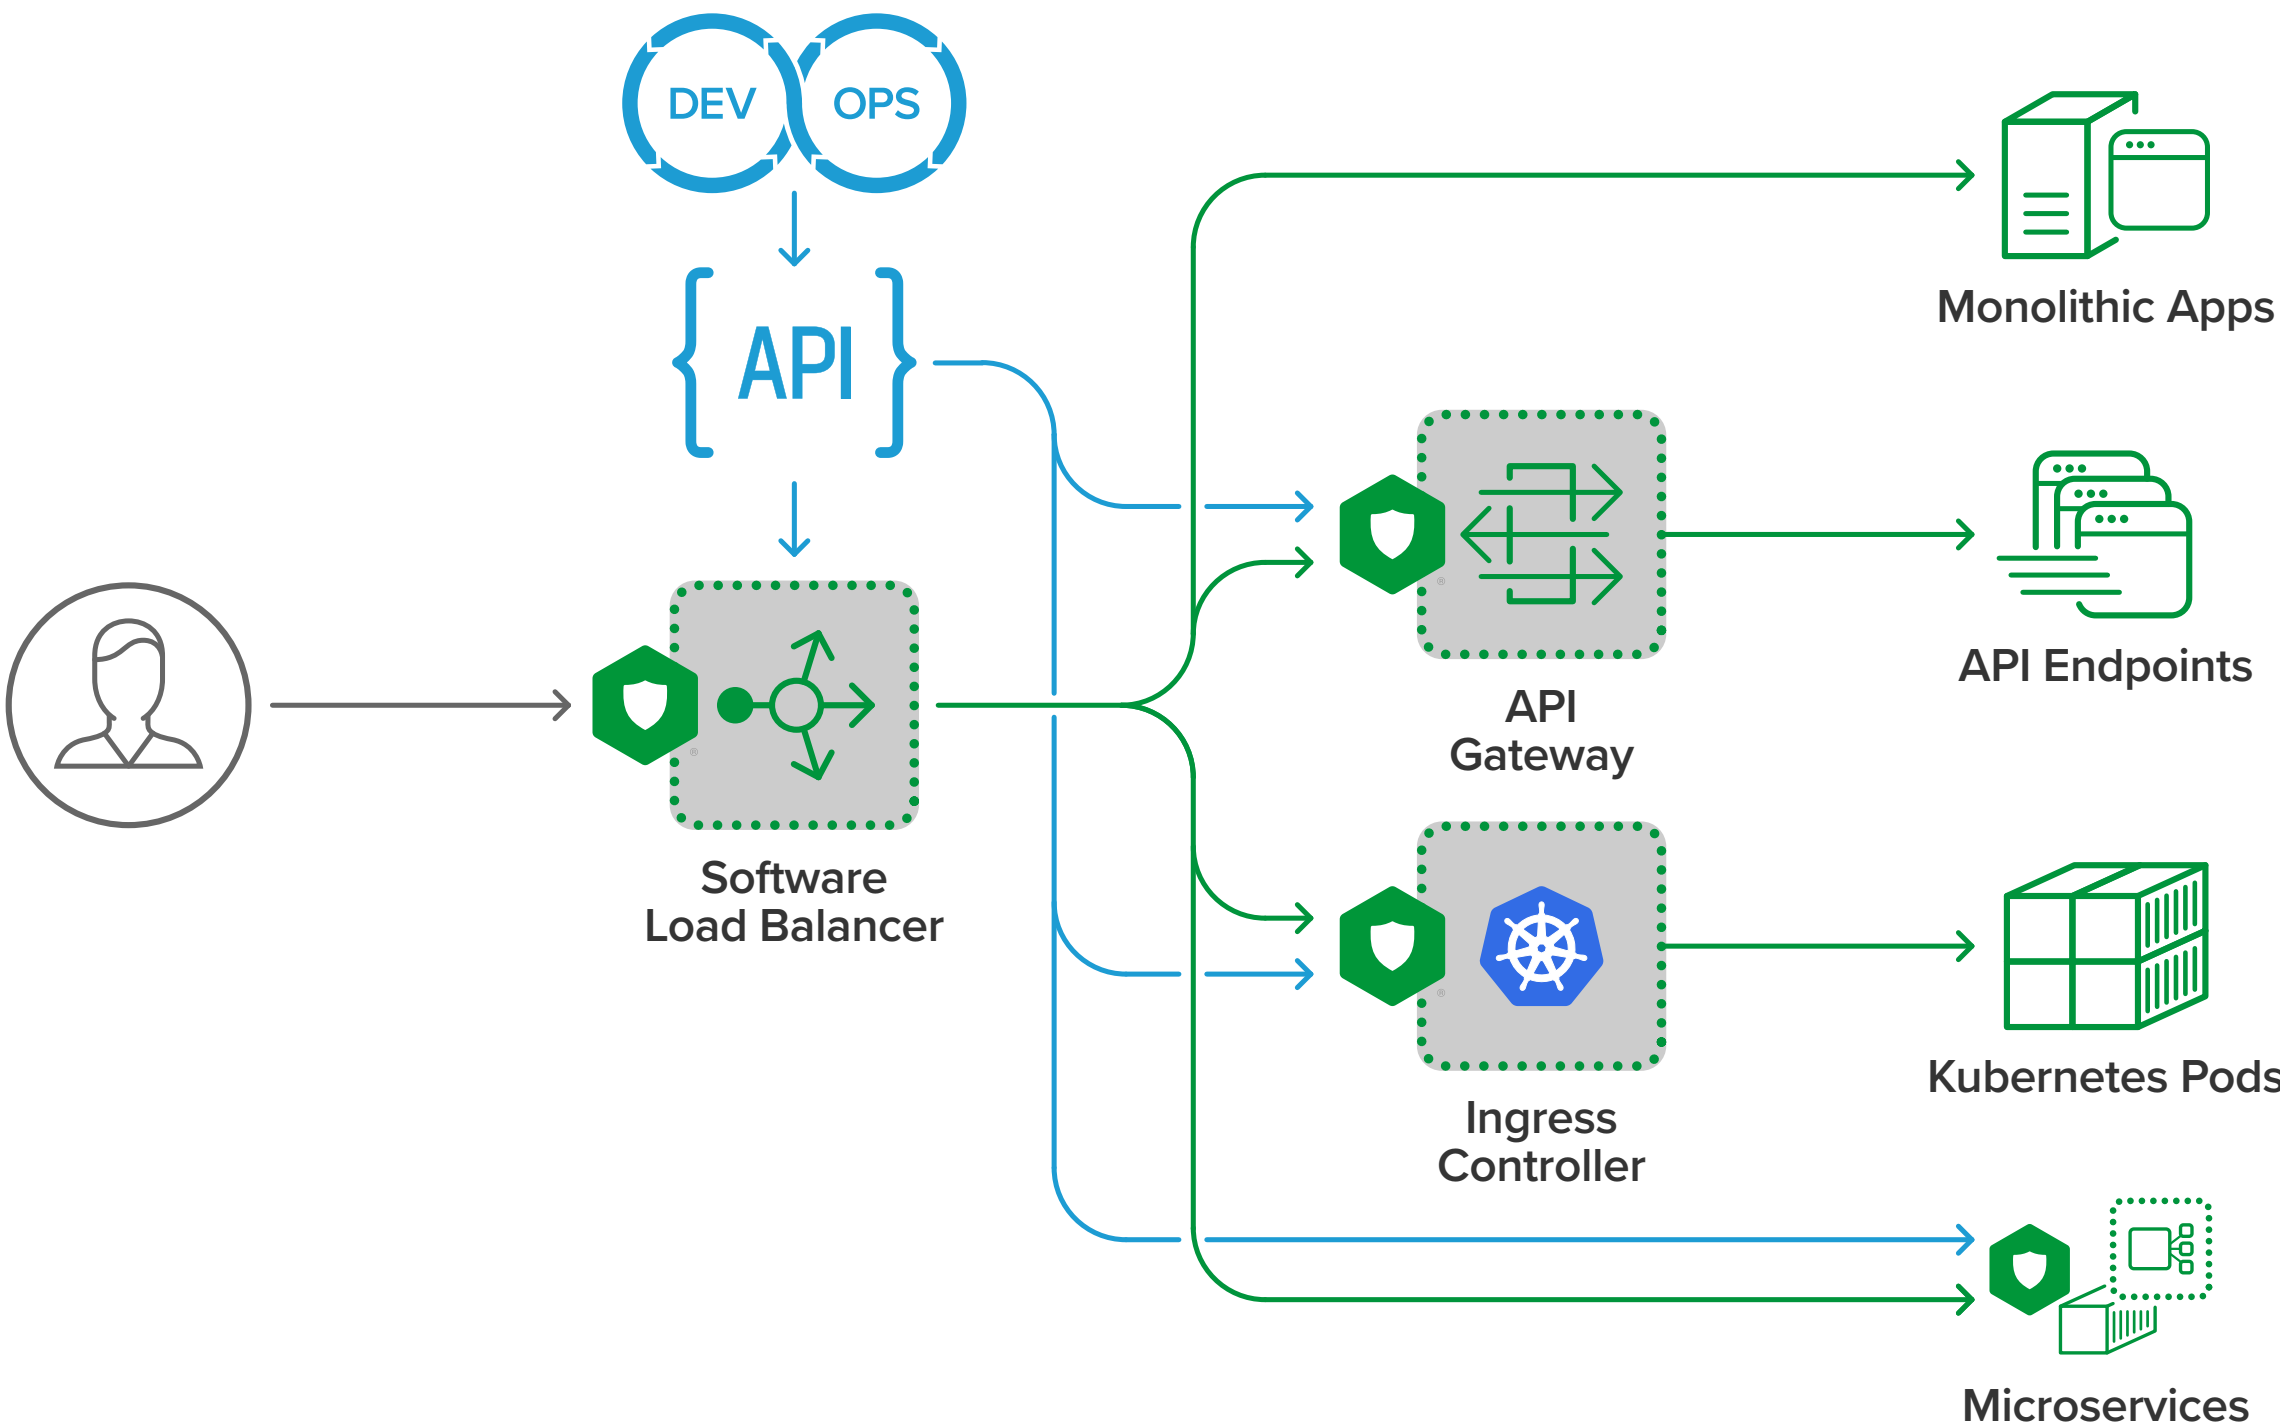 DEV OPS
API
Monolithic Apps
API Endpoints
API
Gateway
Software
Load Balancer
Kubernetes Pods
Ingress
Controller
Microservices
®
®
®